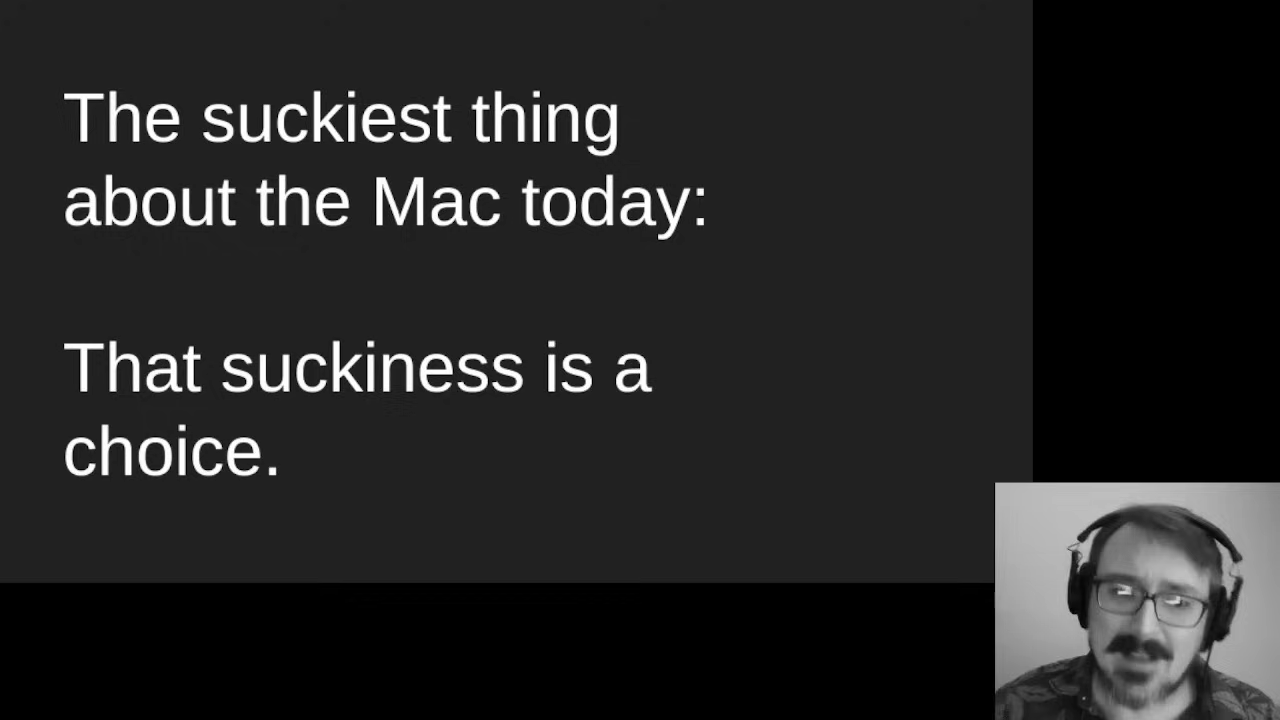 The suckiest thing
about the Mac today:
That suckiness is a
choice.